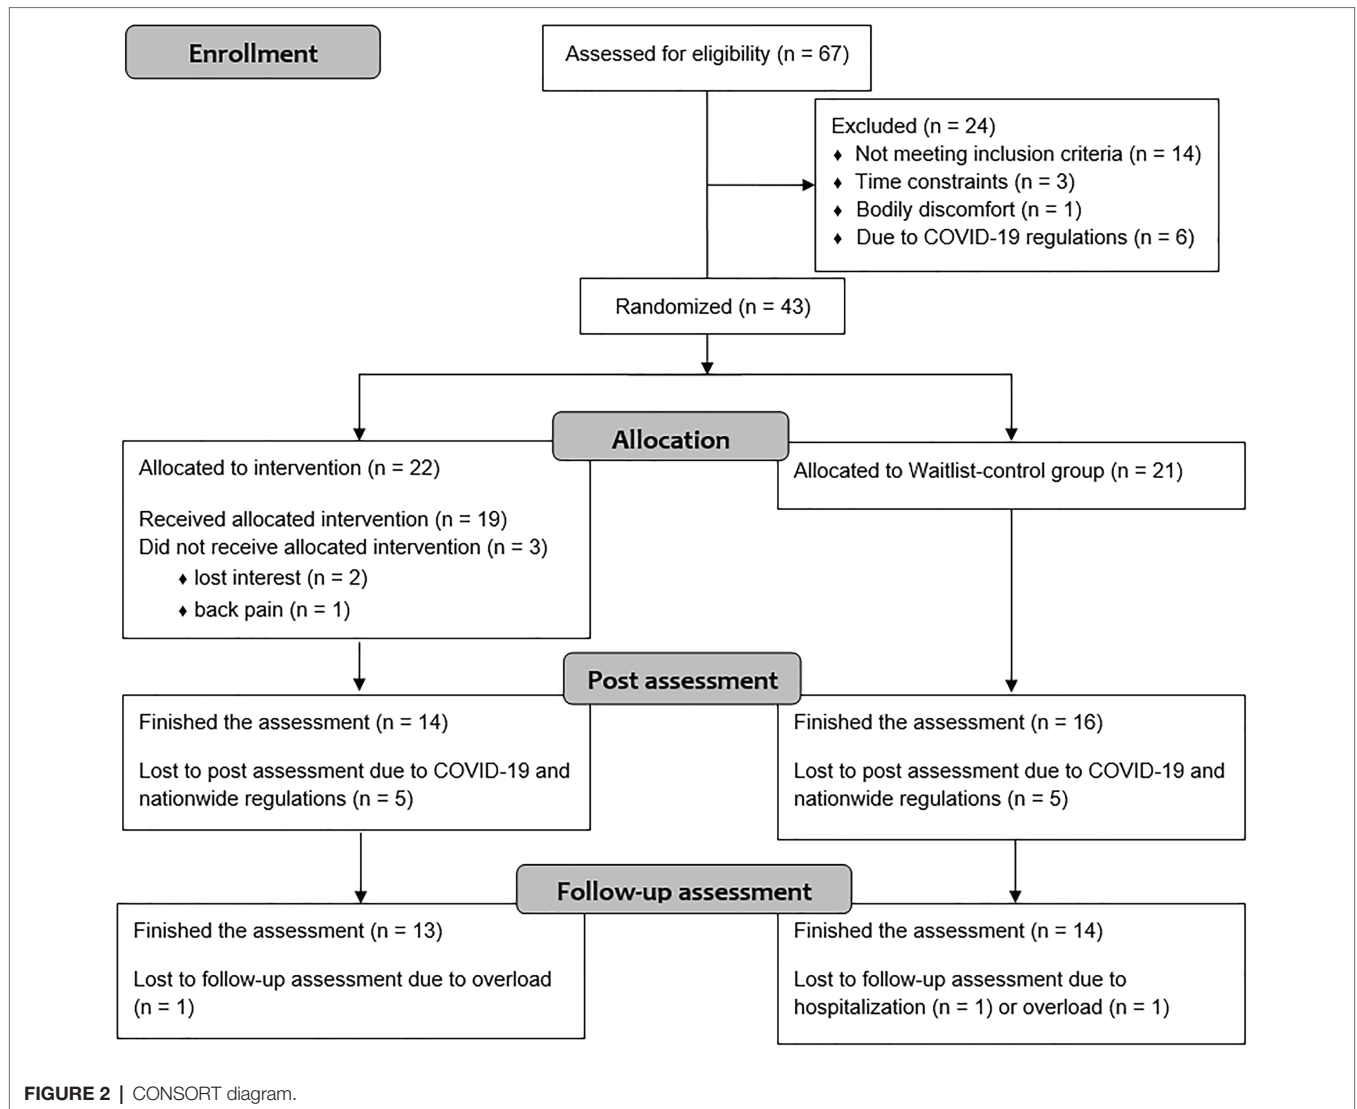 Enrollment
Assessed for eligibility (n = 67)
Excluded (n = 24)
♦ Not meeting inclusion criteria (n = 14)
♦ Time constraints (n = 3)
♦ Bodily discomfort (n = 1)
♦ Due to COVID-19 regulations (n = 6)
Randomized (n = 43)
Allocation
Allocated to intervention (n = 22)
Received allocated intervention (n = 19)
Did not receive allocated intervention (n = 3)
♦ lost interest (n = 2)
♦ back pain (n = 1)
Allocated to Waitlist-control group (n = 21)
Post assessment
Finished the assessment (n = 14)
Lost to post assessment due to COVID-19 and
nationwide regulations (n = 5)
Finished the assessment (n = 16)
Lost to post assessment due to COVID-19 and
nationwide regulations (n = 5)
Follow-up assessment
Finished the assessment (n = 13)
Lost to follow-up assessment due to overload
(n = 1)
Finished the assessment (n = 14)
Lost to follow-up assessment due to
hospitalization (n = 1) or overload (n = 1)
FIGURE 2 | CONSORT diagram.